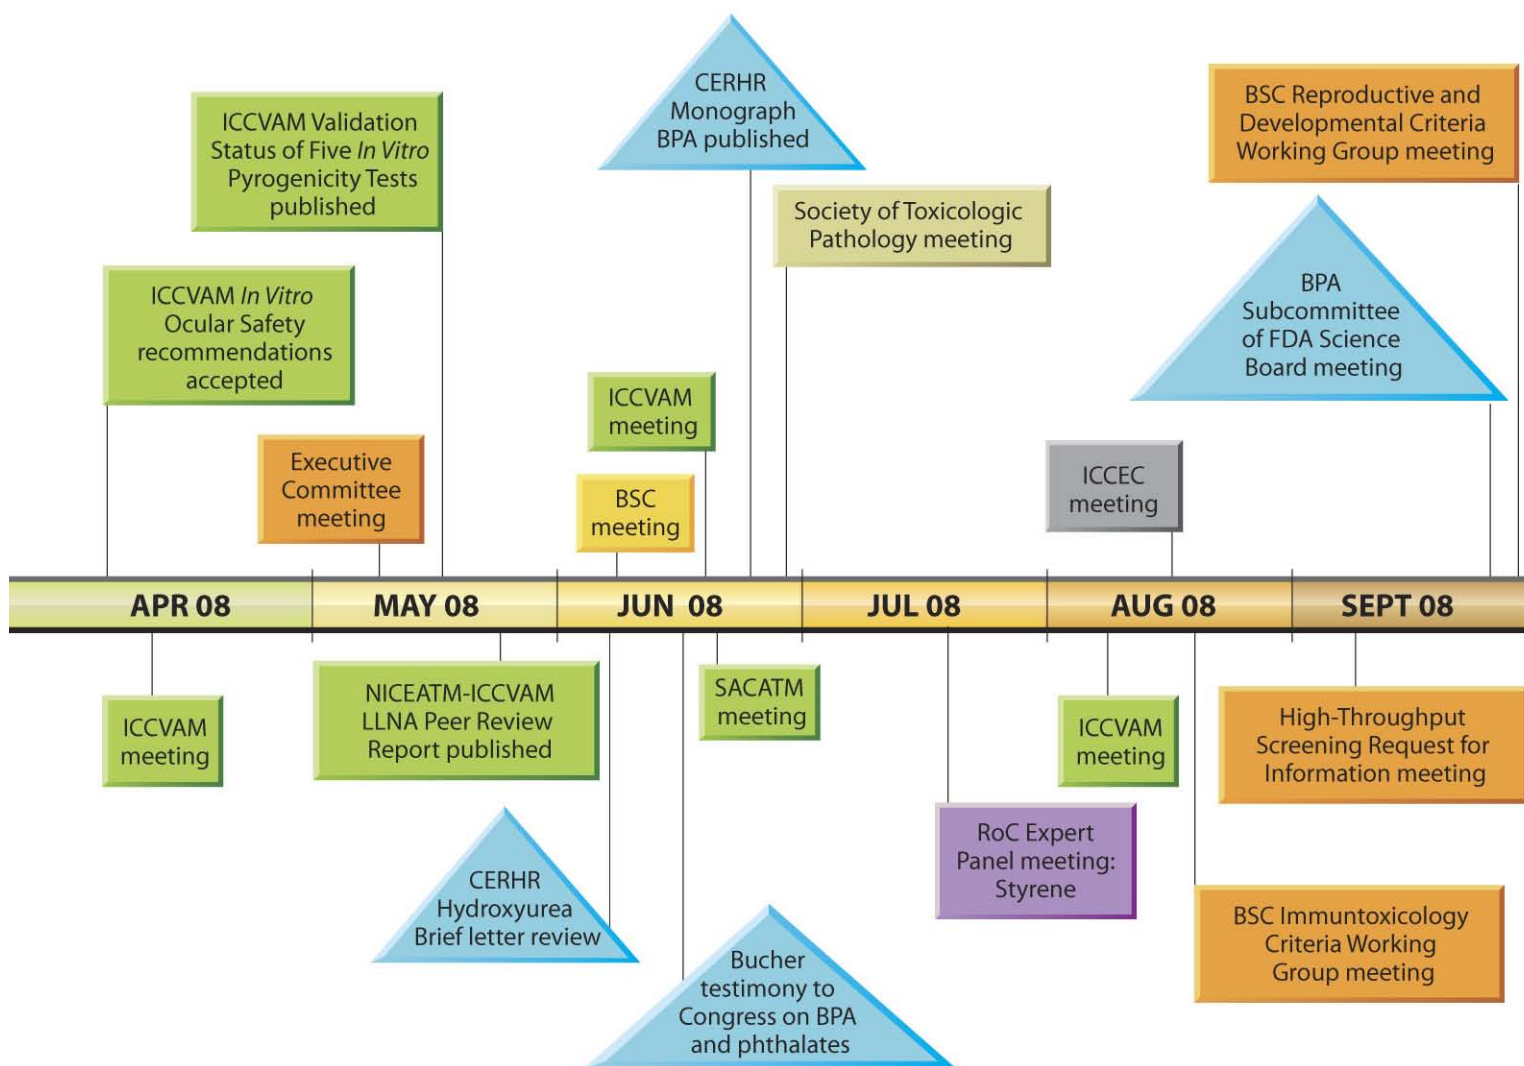 CERHR
Monograph
BPA published
BSC Reproductive and
Developmental Criteria
Working Group meeting
ICCVAM Validation
Status of Five In Vitro
Pyrogenicity Tests
published
Society of Toxicologic
Pathology meeting
ICCVAM In Vitro
Ocular Safety
recommendations
accepted
BPA
Subcommittee
of FDA Science
Board meeting
ICCVAM
meeting
Executive
Committee
meeting
BSC
meeting
ICCEC
meeting
APR 08
MAY 08
JUN 08
JUL 08
AUG 08
SEPT 08
ICCVAM
meeting
NICEATM-ICCVAM
LLNA Peer Review
Report published
SACATM
meeting
ICCVAM
meeting
High-Throughput
Screening Request for
Information meeting
CERHR
Hydroxyurea
Brief letter review
RoC Expert
Panel meeting:
Styrene
Bucher
testimony to
Congress on BPA
and phthalates
BSC Immuntoxicology
Criteria Working
Group meeting